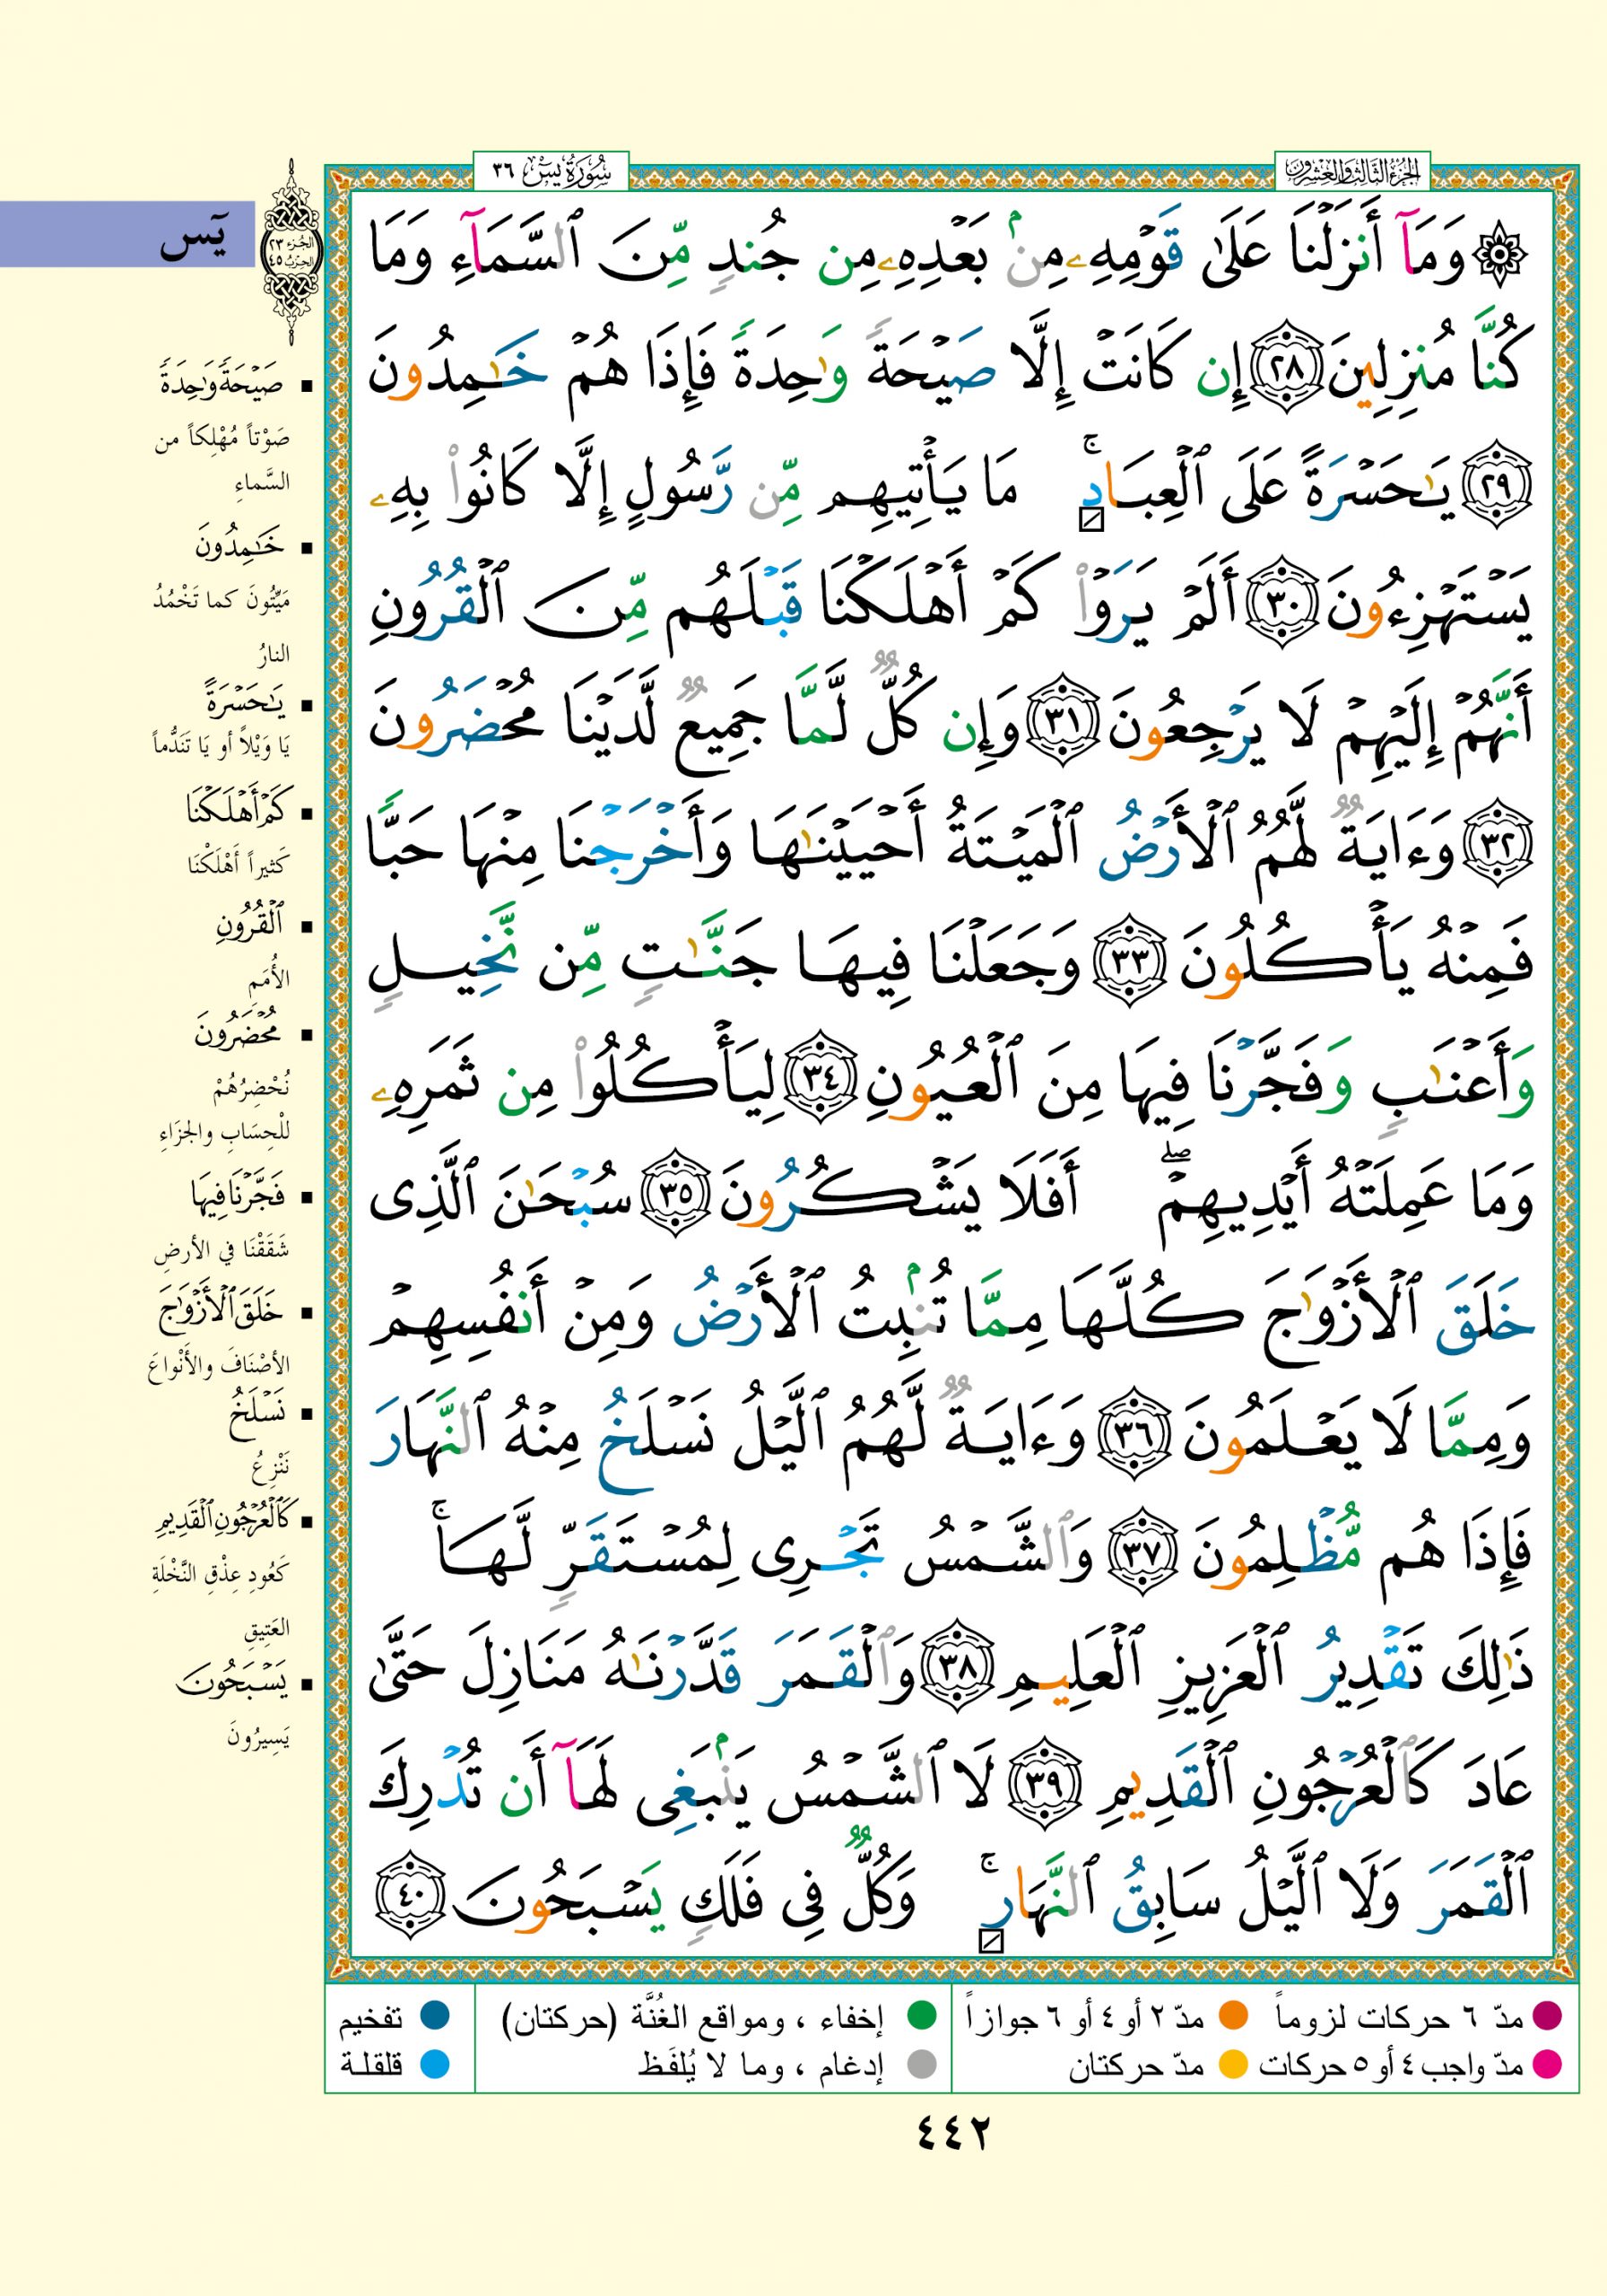 الجزء الثالث والعشرون
سورة يس ٣٦
۞ وَمَآ أَنزَلْنَا عَلَىٰ قَوْمِهِۦ مِنۢ بَعْدِهِۦ مِن جُندٍ مِّنَ ٱلسَّمَآءِ وَمَا
كُنَّا مُنزِلِينَ ٢٨ إِن كَانَتْ إِلَّا صَيْحَةً وَٰحِدَةً فَإِذَا هُمْ خَـٰمِدُونَ
٢٩ يَـٰحَسْرَةً عَلَى ٱلْعِبَادِ ۚ مَا يَأْتِيهِم مِّن رَّسُولٍ إِلَّا كَانُوا۟ بِهِۦ
يَسْتَهْزِءُونَ ٣٠ أَلَمْ يَرَوْا۟ كَمْ أَهْلَكْنَا قَبْلَهُم مِّنَ ٱلْقُرُونِ
أَنَّهُمْ إِلَيْهِمْ لَا يَرْجِعُونَ ٣١ وَإِن كُلٌّ لَّمَّا جَمِيعٌ لَّدَيْنَا مُحْضَرُونَ
٣٢ وَءَايَةٌ لَّهُمُ ٱلْأَرْضُ ٱلْمَيْتَةُ أَحْيَيْنَـٰهَا وَأَخْرَجْنَا مِنْهَا حَبًّا
فَمِنْهُ يَأْكُلُونَ ٣٣ وَجَعَلْنَا فِيهَا جَنَّـٰتٍ مِّن نَّخِيلٍ
وَأَعْنَـٰبٍ وَفَجَّرْنَا فِيهَا مِنَ ٱلْعُيُونِ ٣٤ لِيَأْكُلُوا۟ مِن ثَمَرِهِۦ
وَمَا عَمِلَتْهُ أَيْدِيهِمْ ۖ أَفَلَا يَشْكُرُونَ ٣٥ سُبْحَـٰنَ ٱلَّذِى
خَلَقَ ٱلْأَزْوَٰجَ كُلَّهَا مِمَّا تُنۢبِتُ ٱلْأَرْضُ وَمِنْ أَنفُسِهِمْ
وَمِمَّا لَا يَعْلَمُونَ ٣٦ وَءَايَةٌ لَّهُمُ ٱلَّيْلُ نَسْلَخُ مِنْهُ ٱلنَّهَارَ
فَإِذَا هُم مُّظْلِمُونَ ٣٧ وَٱلشَّمْسُ تَجْرِى لِمُسْتَقَرٍّ لَّهَا ۚ
ذَٰلِكَ تَقْدِيرُ ٱلْعَزِيزِ ٱلْعَلِيمِ ٣٨ وَٱلْقَمَرَ قَدَّرْنَـٰهُ مَنَازِلَ حَتَّىٰ
عَادَ كَٱلْعُرْجُونِ ٱلْقَدِيمِ ٣٩ لَا ٱلشَّمْسُ يَنۢبَغِى لَهَآ أَن تُدْرِكَ
ٱلْقَمَرَ وَلَا ٱلَّيْلُ سَابِقُ ٱلنَّهَارِ ۚ وَكُلٌّ فِى فَلَكٍ يَسْبَحُونَ ٤٠
الجزء ٢٣
الحزب ٤٥
يٓس
▪ صَيْحَةً وَٰحِدَةً
صَوْتاً مُهْلِكاً من
السَّماءِ
▪ خَـٰمِدُونَ
مَيِّتُونَ كما تَخْمُدُ
النارُ
▪ يَـٰحَسْرَةً
يَا وَيْلاً أو يَا تَنَدُّماً
▪ كَمْ أَهْلَكْنَا
كَثيراً أَهْلَكْنَا
▪ ٱلْقُرُونِ
الأُمَم
▪ مُحْضَرُونَ
نُحْضِرُهُمْ
للْحِسَابِ والجزَاءِ
▪ فَجَّرْنَا فِيهَا
شَقَقْنَا في الأرضِ
▪ خَلَقَ ٱلْأَزْوَٰجَ
الأصْنَافَ والأَنْواعَ
▪ نَسْلَخُ
نَنْزِعُ
▪ كَٱلْعُرْجُونِ ٱلْقَدِيمِ
كَعُودِ عِذْقِ النَّخْلَةِ
العَتِيقِ
▪ يَسْبَحُونَ
يَسِيرُونَ
مدّ ٦ حركات لزوماً
مدّ ٢ أو ٤ أو ٦ جوازاً
إخفاء ، ومواقع الغُنَّة (حركتان)
تفخيم
مدّ واجب ٤ أو ٥ حركات
مدّ حركتان
إدغام ، وما لا يُلفَظ
قلقلة
٤٤٢